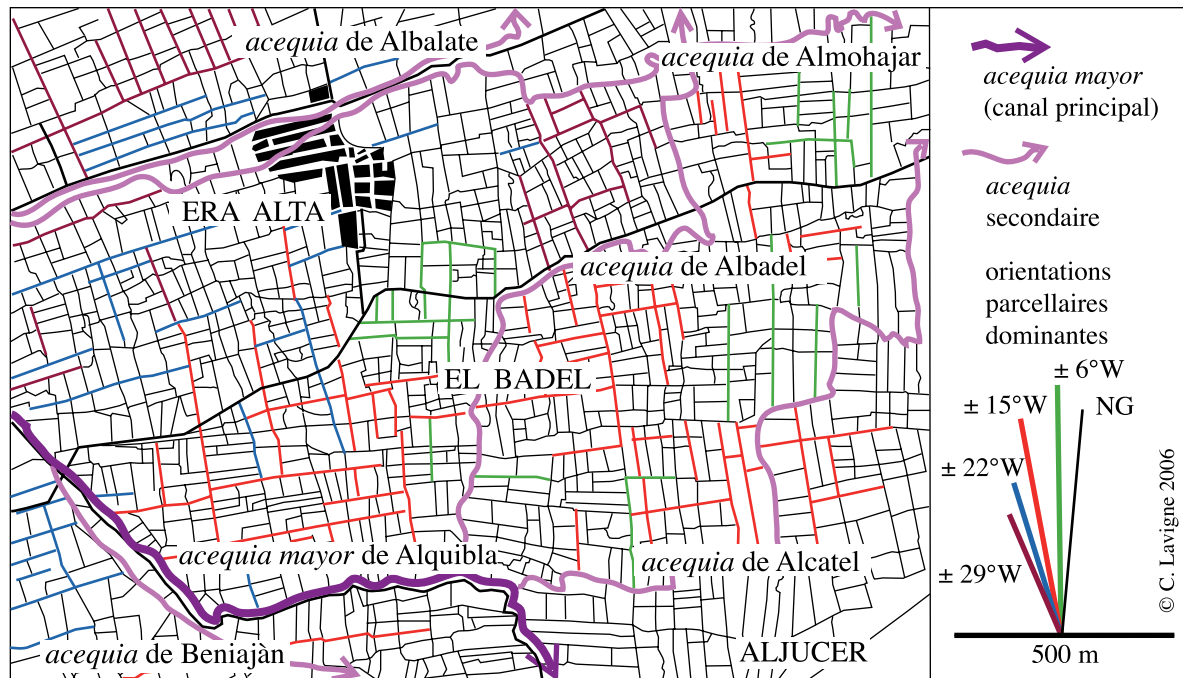 acequia de Albalate
acequia de Almohajar
ERA ALTA
acequia de Albadel
EL BADEL
acequia mayor de Alquibla
acequia de Alcatel
acequia de Beniajàn
ALJUCER
acequia mayor
(canal principal)
acequia
secondaire
orientations
parcellaires
dominantes
± 6°W
± 15°W
NG
± 22°W
± 29°W
500 m
© C. Lavigne 2006